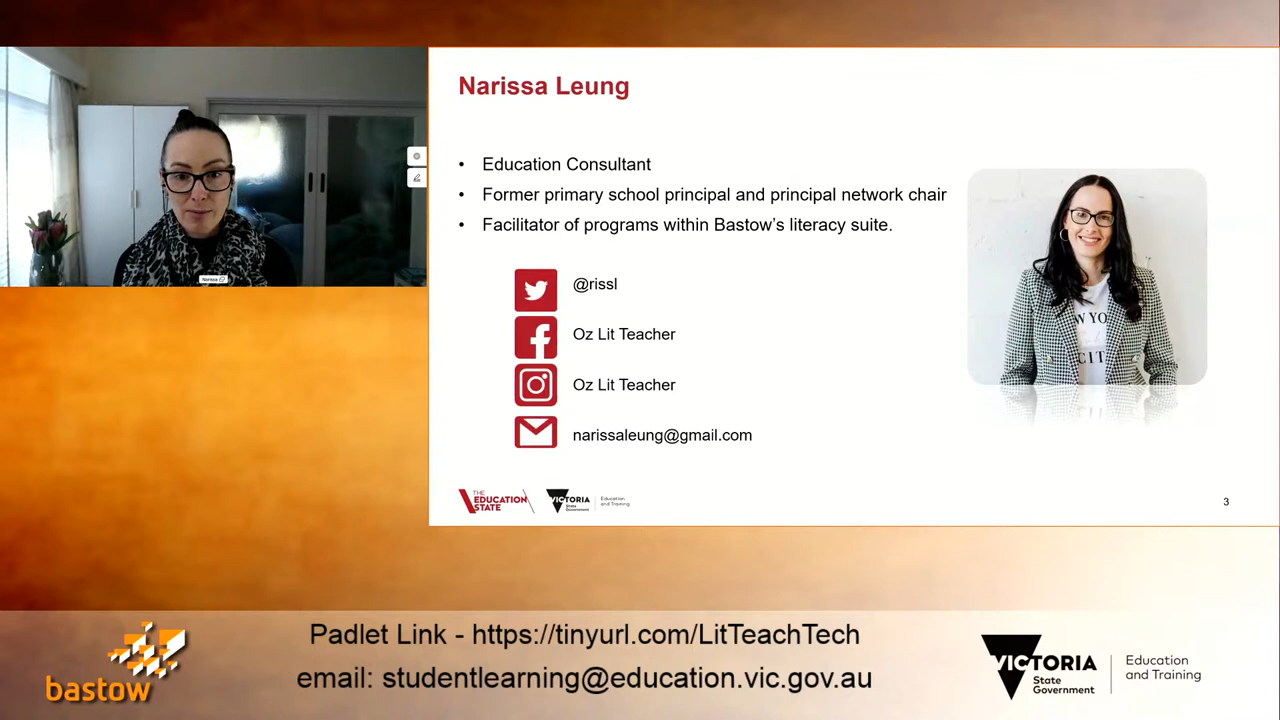 Narissa Leung
• Education Consultant
• Former primary school principal and principal network chair
• Facilitator of programs within Bastow’s literacy suite.
@rissl
Oz Lit Teacher
Oz Lit Teacher
narissaleung@gmail.com
W YO
CIT
Narissa
THE
EDUCATION
STATE
VICTORIA
State
Government
Education
and Training
3
Padlet Link - https://tinyurl.com/LitTeachTech
email: studentlearning@education.vic.gov.au
bastow
VICTORIA
State
Government
Education
and Training